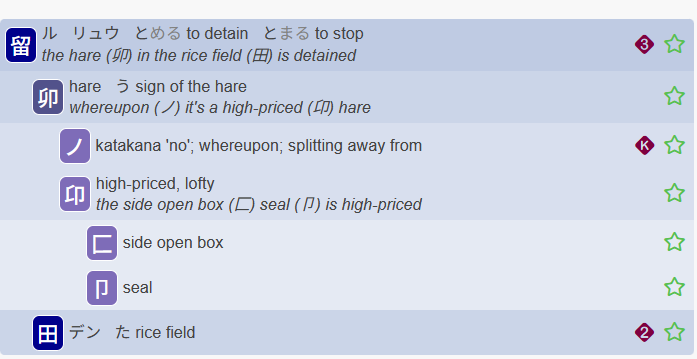 留 ル リュウ とめる to detain とまる to stop 3
the hare (卯) in the rice field (田) is detained
卯 hare う sign of the hare
whereupon (ノ) it's a high-priced (卬) hare
ノ katakana 'no'; whereupon; splitting away from K
卬 high-priced, lofty
the side open box (匚) seal (卩) is high-priced
匚 side open box
卩 seal
田 デン た rice field 2